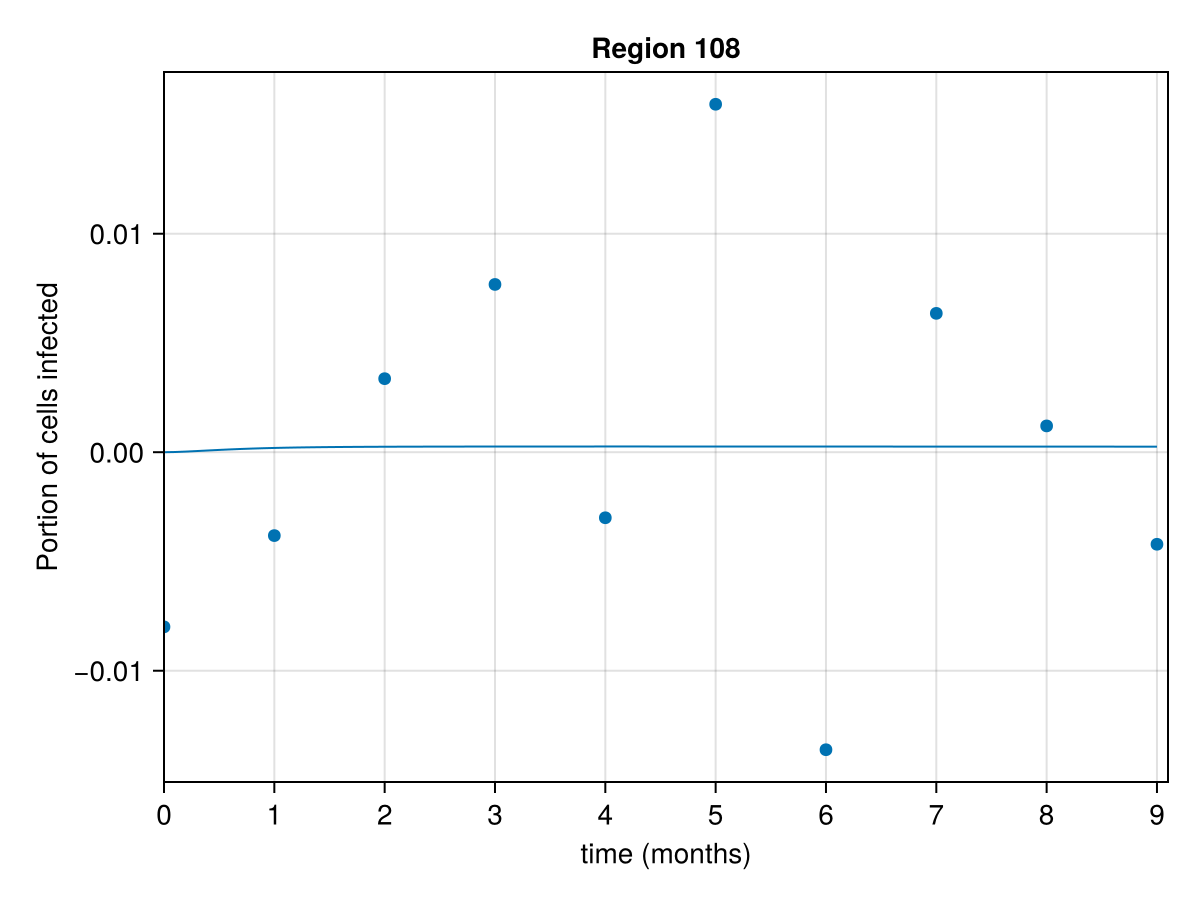 Region 108
Portion of cells infected
0.01
0.00
−0.01
0 1 2 3 4 5 6 7 8 9
time (months)